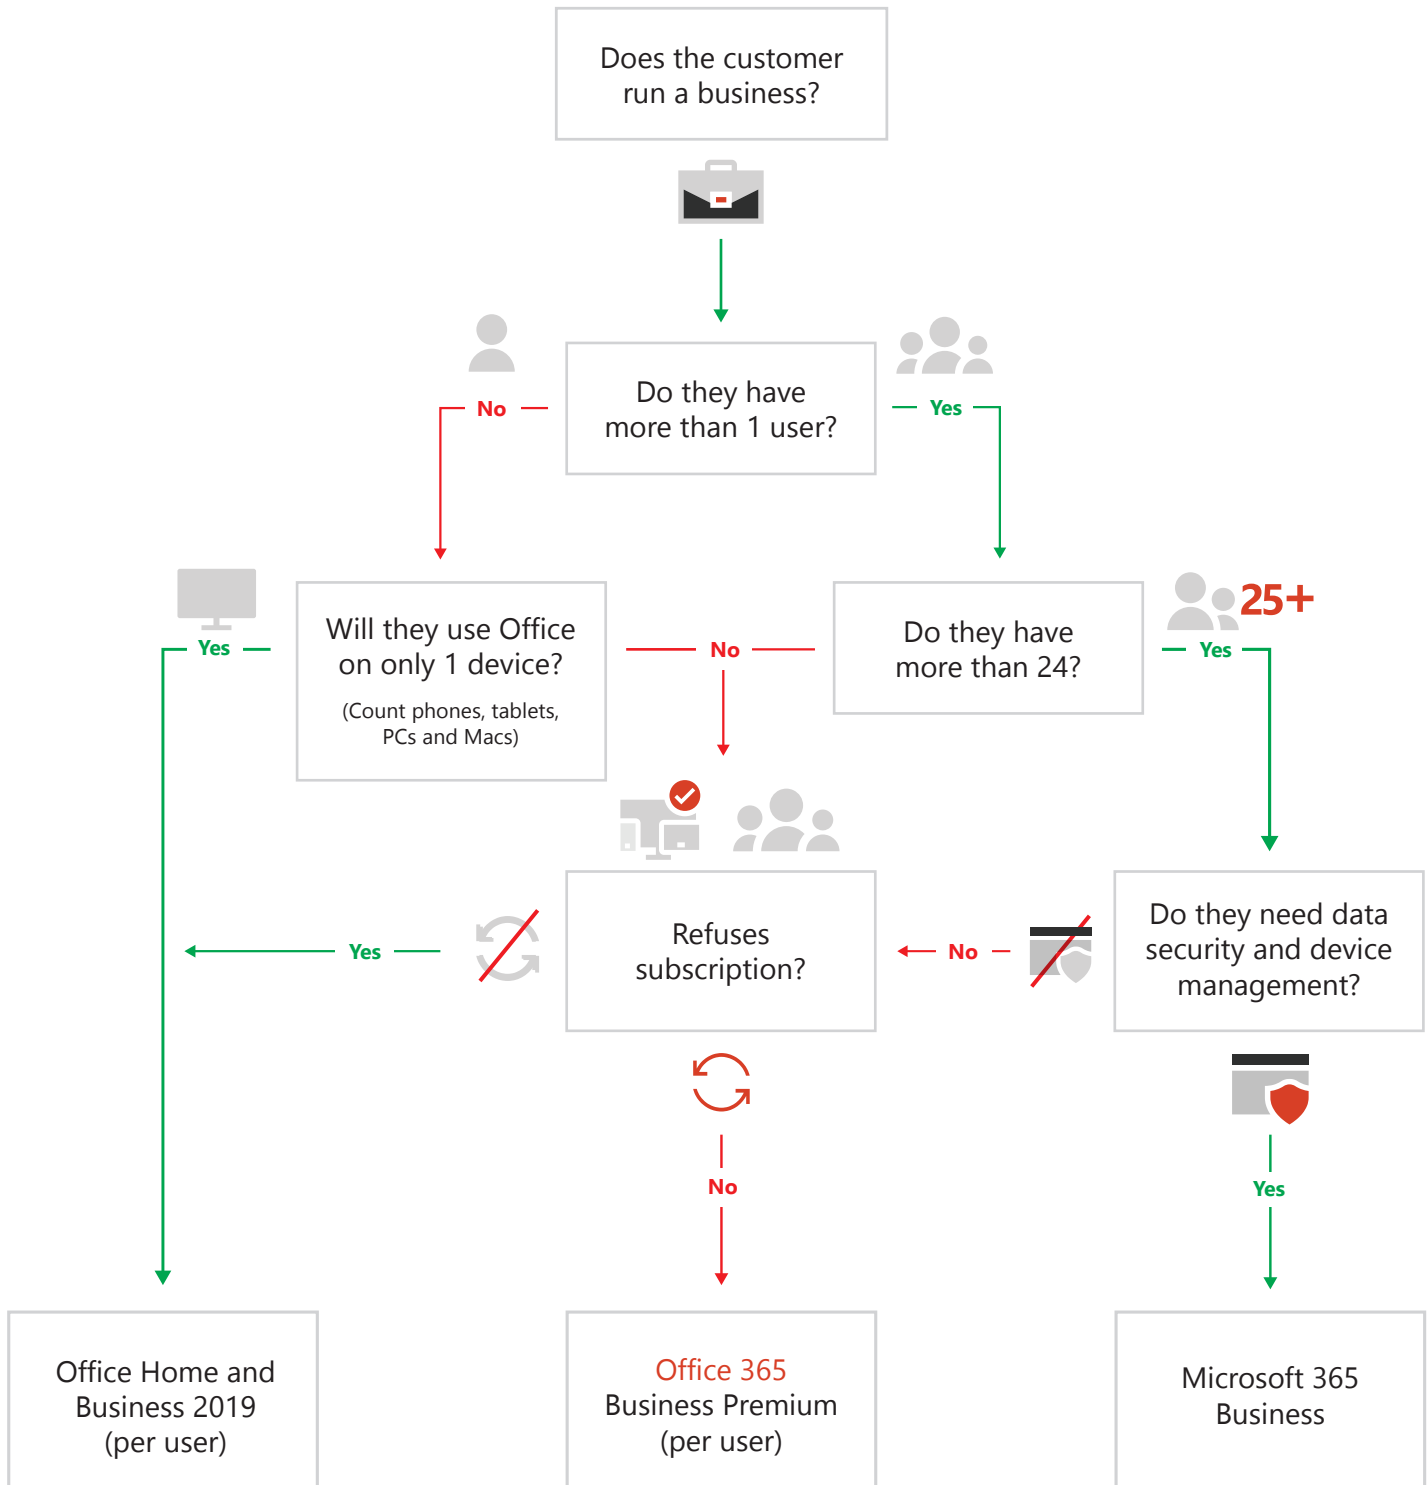 Does the customer
run a business?
Do they have
more than 1 user?
No
Yes
Will they use Office
on only 1 device?
(Count phones, tablets,
PCs and Macs)
Yes
No
Do they have
more than 24?
25+
Yes
Refuses
subscription?
Yes
No
Do they need data
security and device
management?
No
Yes
Office Home and
Business 2019
(per user)
Office 365
Business Premium
(per user)
Microsoft 365
Business